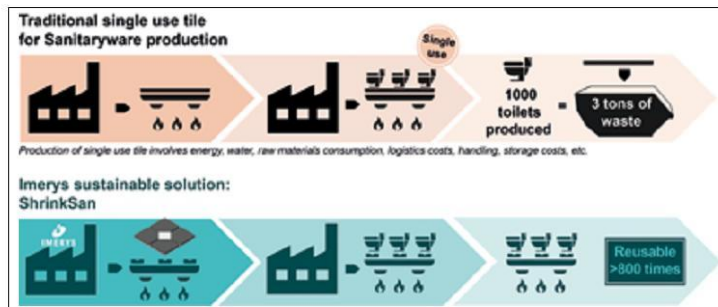 Traditional single use tile
for Sanitaryware production
Single
use
1000
toilets
produced
=
3 tons of
waste
Production of single use tile involves energy, water, raw materials consumption, logistics costs, handling, storage costs, etc.
Imerys sustainable solution:
ShrinkSan
IMERYS
Reusable
>800 times